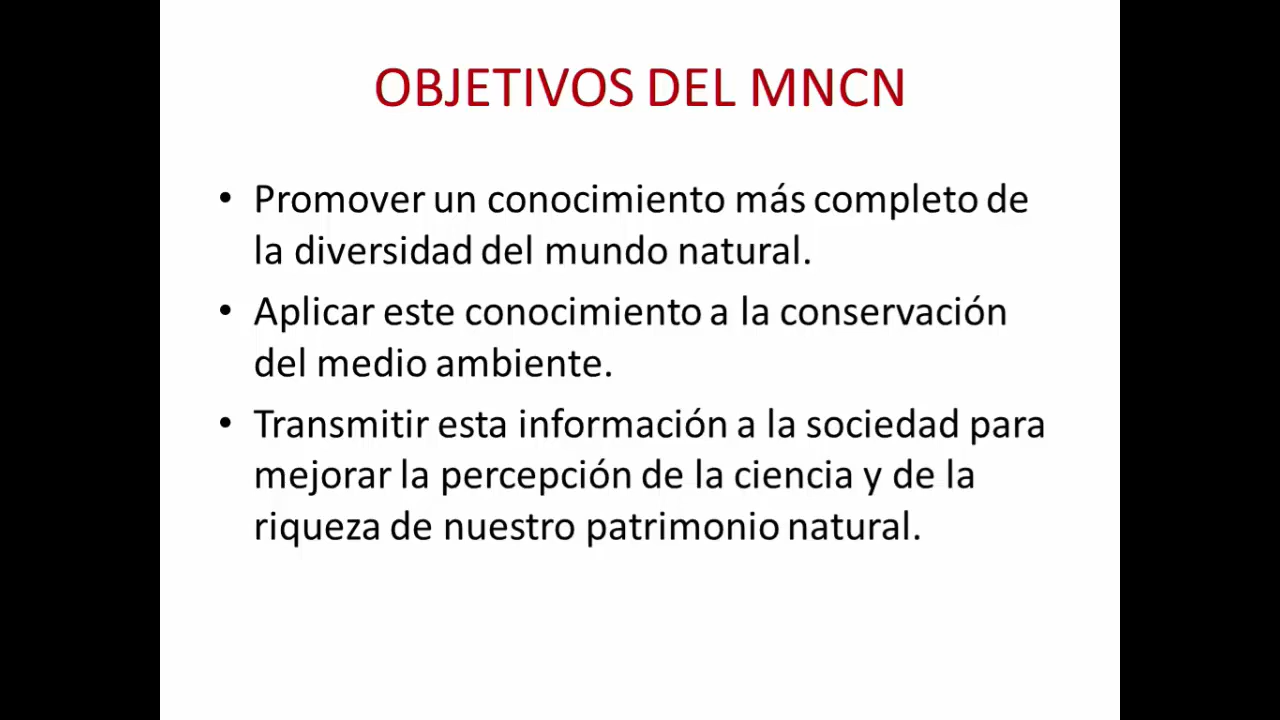 OBJETIVOS DEL MNCN
• Promover un conocimiento más completo de
la diversidad del mundo natural.
• Aplicar este conocimiento a la conservación
del medio ambiente.
• Transmitir esta información a la sociedad para
mejorar la percepción de la ciencia y de la
riqueza de nuestro patrimonio natural.